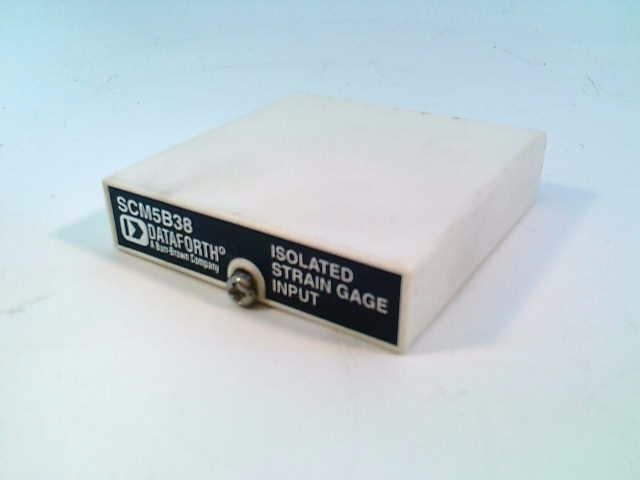 SCM5B38
DATAFORTH®
A Burr-Brown Company
ISOLATED
STRAIN GAGE
INPUT